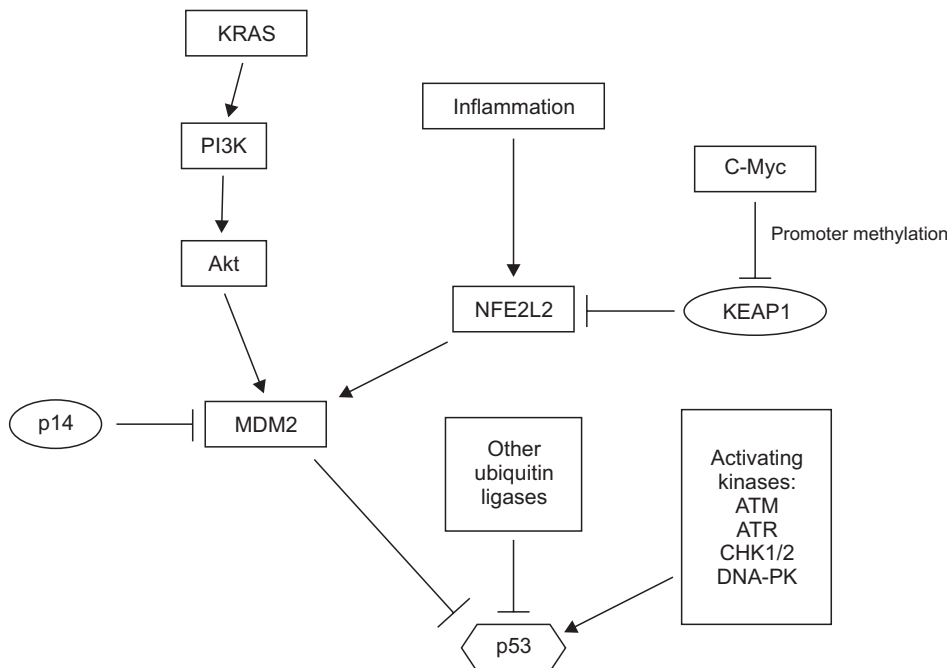 KRAS
PI3K
Akt
Inflammation
C-Myc
Promoter methylation
NFE2L2
KEAP1
p14
MDM2
Other
ubiquitin
ligases
Activating
kinases:
ATM
ATR
CHK1/2
DNA-PK
p53